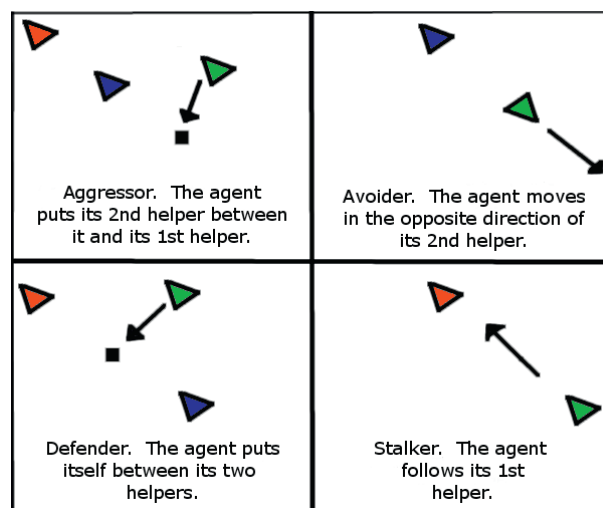 Aggressor. The agent
puts its 2nd helper between
it and its 1st helper.
Avoider. The agent moves
in the opposite direction of
its 2nd helper.
Defender. The agent puts
itself between its two
helpers.
Stalker. The agent
follows its 1st
helper.